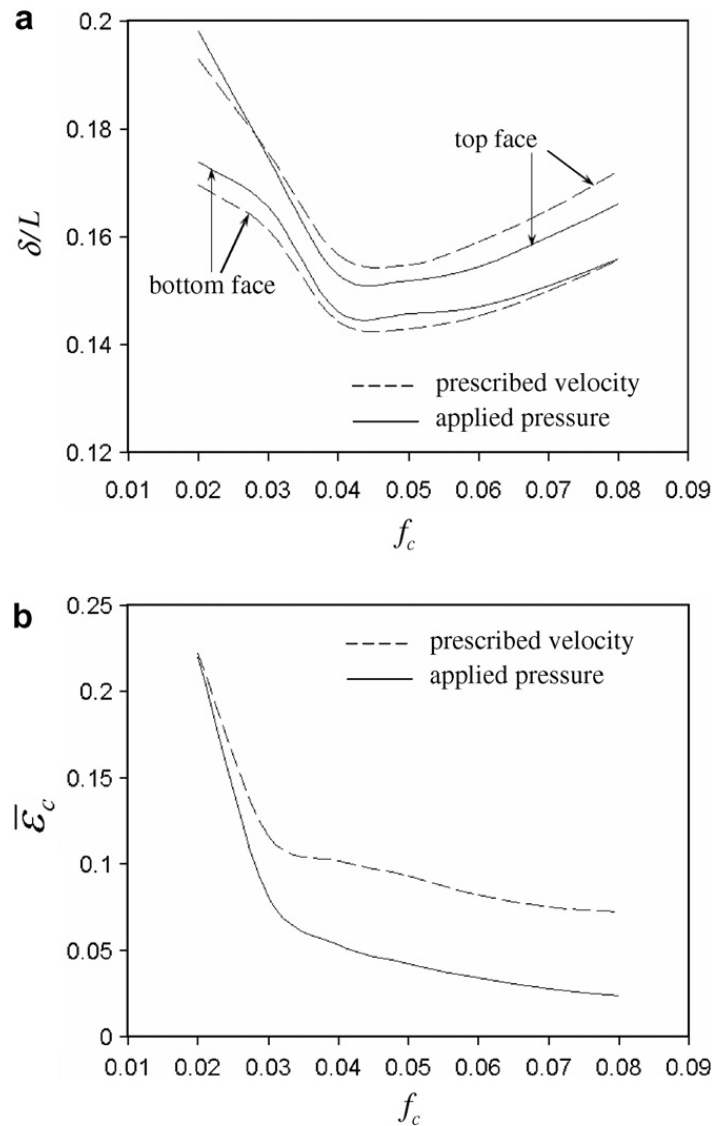 a
0.2
0.18
0.16
0.14
0.12
δ/L
top face
bottom face
prescribed velocity
applied pressure
0.01 0.02 0.03 0.04 0.05 0.06 0.07 0.08 0.09
f_c
b
0.25
0.2
0.15
0.1
0.05
0
ε̅_c
prescribed velocity
applied pressure
0.01 0.02 0.03 0.04 0.05 0.06 0.07 0.08 0.09
f_c